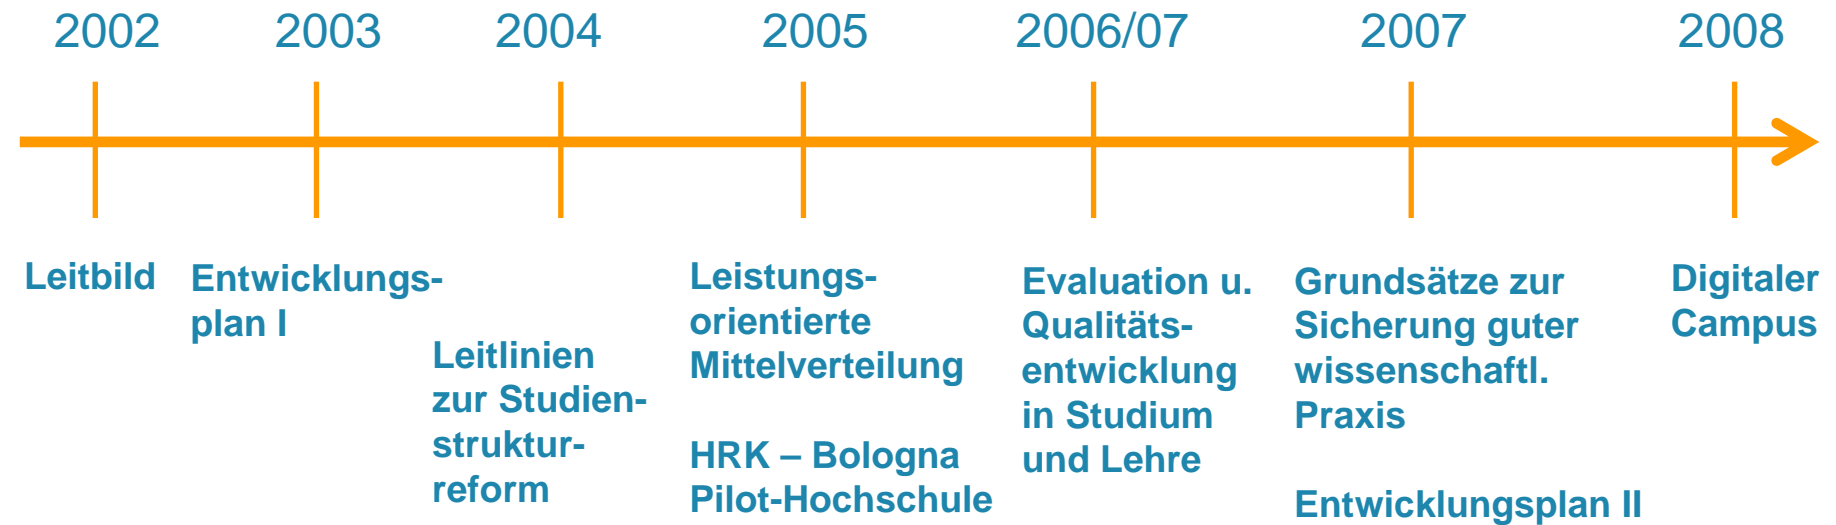 2002
2003
2004
2005
2006/07
2007
2008
Leitbild
Entwicklungs-
plan I
Leitlinien
zur Studien-
struktur-
reform
Leistungs-
orientierte
Mittelverteilung
HRK – Bologna
Pilot-Hochschule
Evaluation u.
Qualitäts-
entwicklung
in Studium
und Lehre
Grundsätze zur
Sicherung guter
wissenschaftl.
Praxis
Entwicklungsplan II
Digitaler
Campus